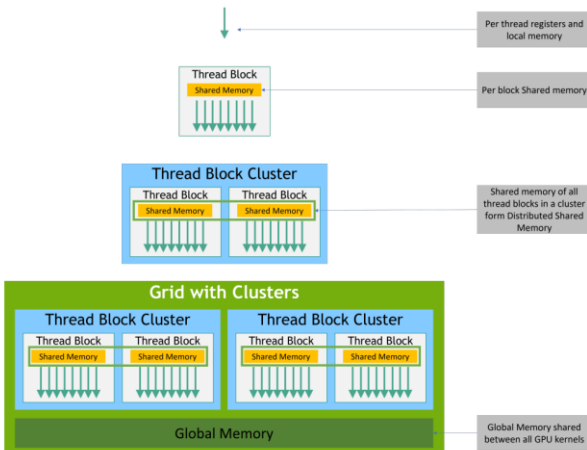 Per thread registers and
local memory
Thread Block
Shared Memory
Per block Shared memory
Thread Block Cluster
Thread Block Thread Block
Shared Memory Shared Memory
Shared memory of all
thread blocks in a cluster
form Distributed Shared
Memory
Grid with Clusters
Thread Block Cluster Thread Block Cluster
Thread Block Thread Block Thread Block Thread Block
Shared Memory Shared Memory Shared Memory Shared Memory
Global Memory
Global Memory shared
between all GPU kernels